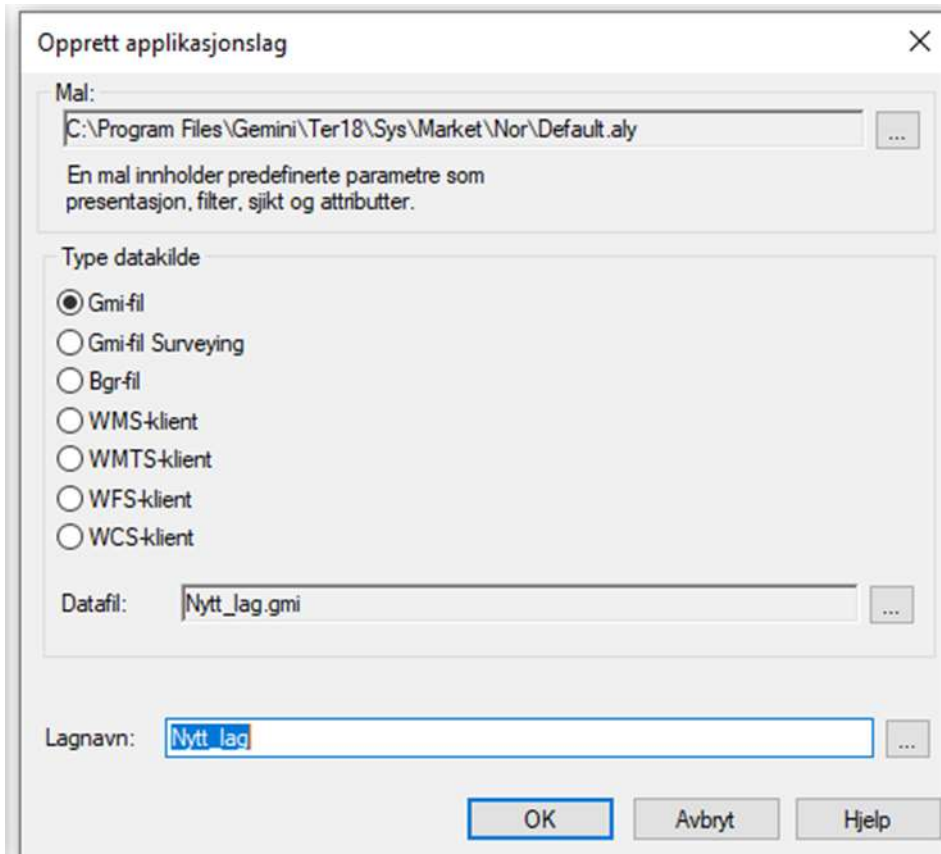 Opprett applikasjonslag
Mal:
C:\Program Files\Gemini\Ter18\Sys\Market\Nor\Default.aly
...
En mal innholder predefinerte parametre som
presentasjon, filter, sjikt og attributter.
Type datakilde
Gmi-fil
Gmi-fil Surveying
Bgr-fil
WMS-klient
WMTS-klient
WFS-klient
WCS-klient
Datafil: Nytt_lag.gmi ...
Lagnavn: Nytt_lag ...
OK Avbryt Hjelp